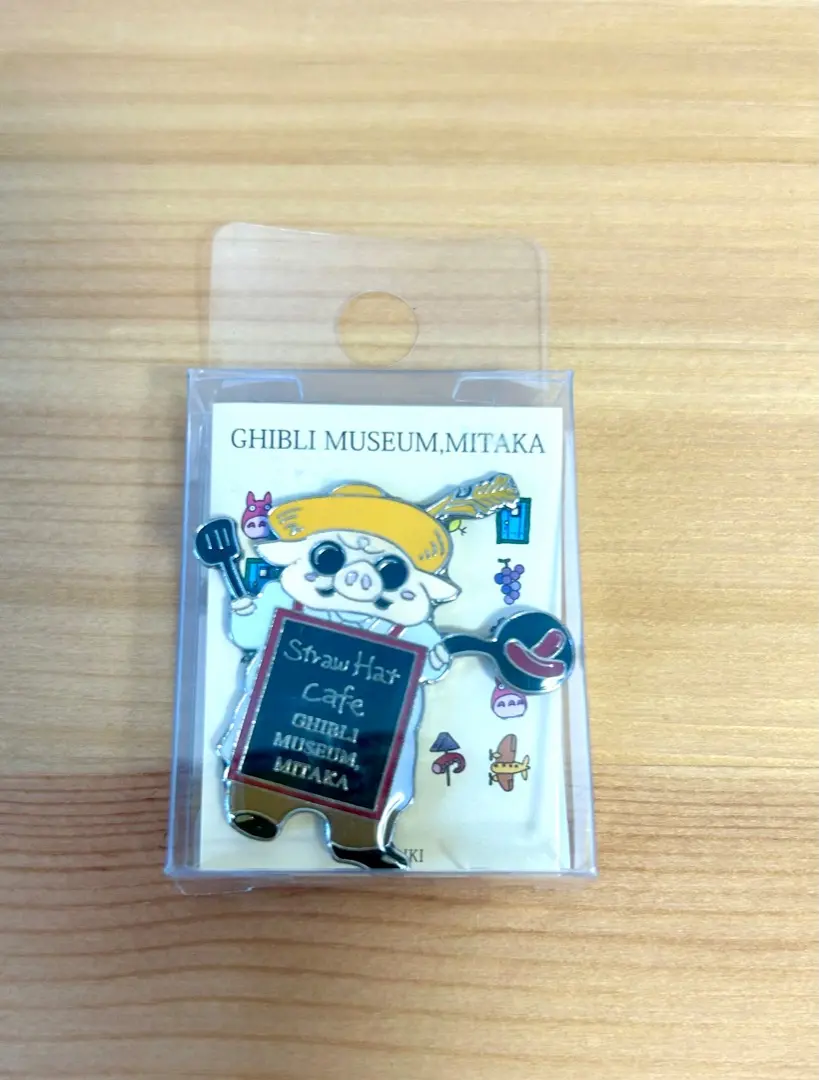 GHIBLI MUSEUM,MITAKA
Straw Hat
Cafe
GHIBLI
MUSEUM,
MITAKA